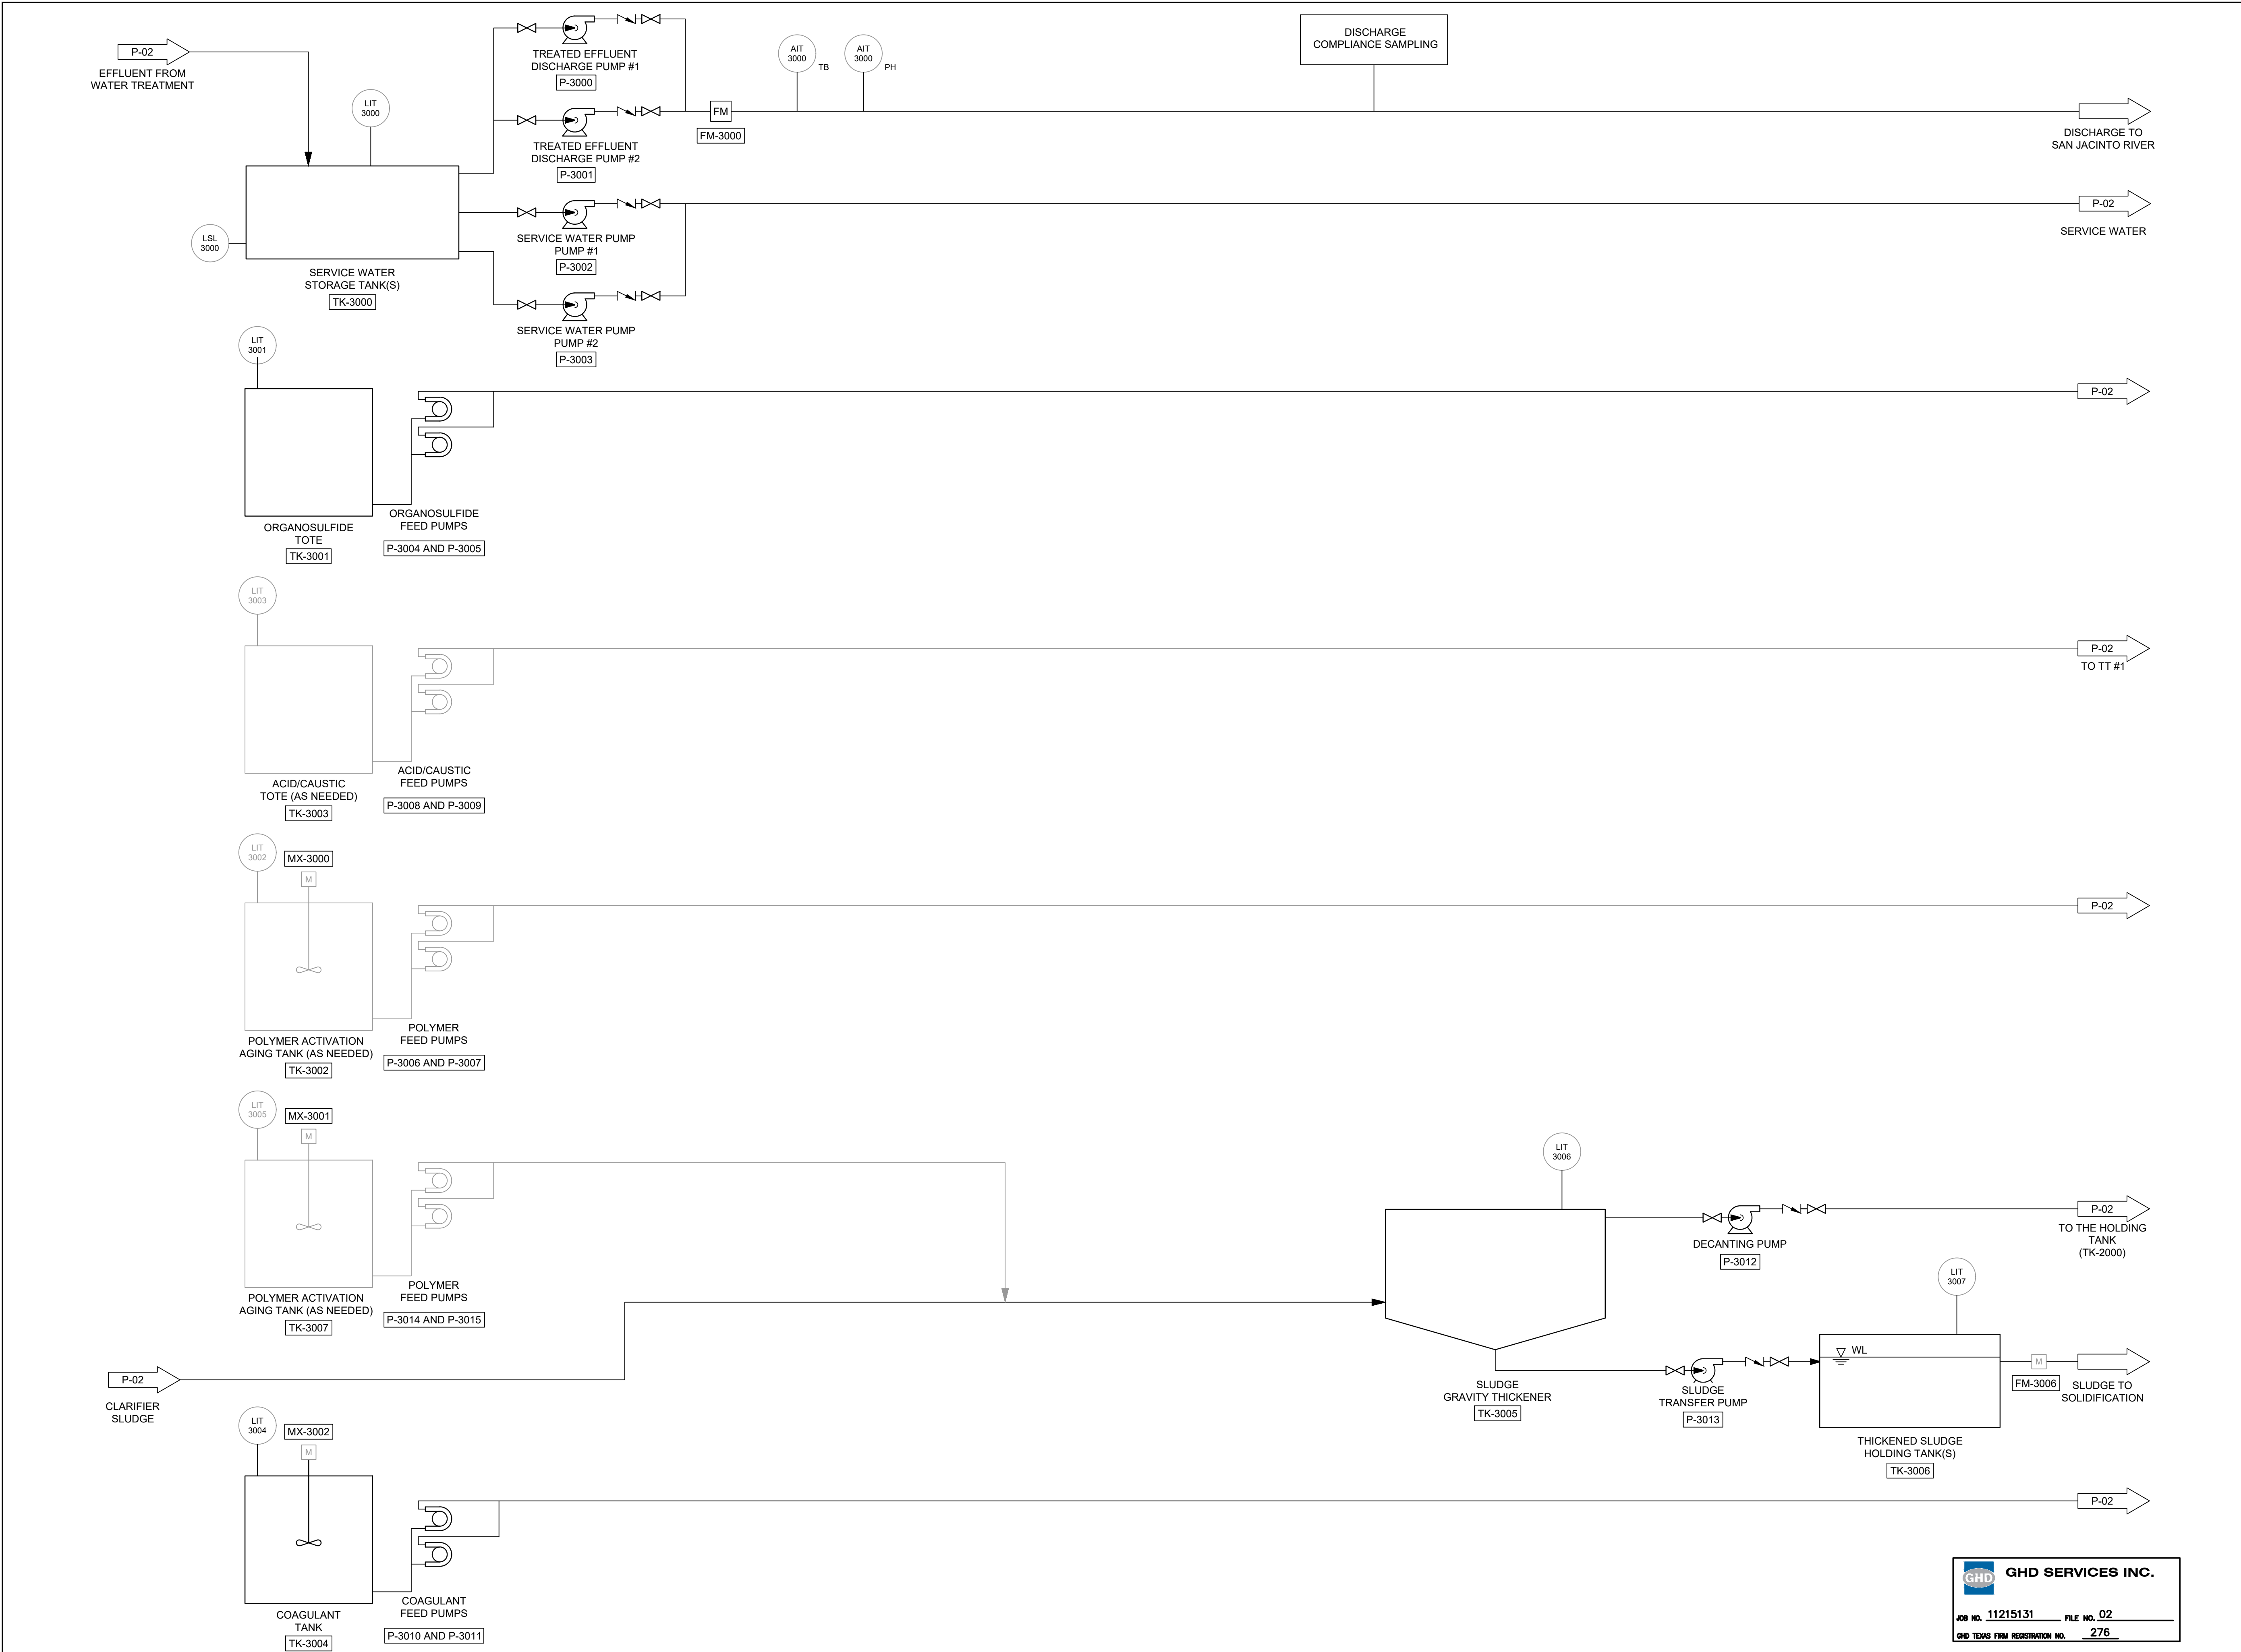 P-02
EFFLUENT FROM
WATER TREATMENT
LIT
3000
LSL
3000
SERVICE WATER
STORAGE TANK(S)
TK-3000
TREATED EFFLUENT
DISCHARGE PUMP #1
P-3000
TREATED EFFLUENT
DISCHARGE PUMP #2
P-3001
SERVICE WATER PUMP
PUMP #1
P-3002
SERVICE WATER PUMP
PUMP #2
P-3003
FM
FM-3000
AIT
3000
TB
AIT
3000
PH
DISCHARGE
COMPLIANCE SAMPLING
DISCHARGE TO
SAN JACINTO RIVER
P-02
SERVICE WATER
LIT
3001
ORGANOSULFIDE
TOTE
TK-3001
ORGANOSULFIDE
FEED PUMPS
P-3004 AND P-3005
P-02
LIT
3003
ACID/CAUSTIC
TOTE (AS NEEDED)
TK-3003
ACID/CAUSTIC
FEED PUMPS
P-3008 AND P-3009
P-02
TO TT #1
LIT
3002
MX-3000
M
POLYMER ACTIVATION
AGING TANK (AS NEEDED)
TK-3002
POLYMER
FEED PUMPS
P-3006 AND P-3007
P-02
LIT
3005
MX-3001
M
POLYMER ACTIVATION
AGING TANK (AS NEEDED)
TK-3007
POLYMER
FEED PUMPS
P-3014 AND P-3015
P-02
CLARIFIER
SLUDGE
LIT
3006
SLUDGE
GRAVITY THICKENER
TK-3005
DECANTING PUMP
P-3012
P-02
TO THE HOLDING
TANK
(TK-2000)
SLUDGE
TRANSFER PUMP
P-3013
LIT
3007
WL
THICKENED SLUDGE
HOLDING TANK(S)
TK-3006
M
FM-3006
SLUDGE TO
SOLIDIFICATION
LIT
3004
MX-3002
M
COAGULANT
TANK
TK-3004
COAGULANT
FEED PUMPS
P-3010 AND P-3011
P-02
GHD
GHD SERVICES INC.
JOB NO. 11215131 FILE NO. 02
GHD TEXAS FIRM REGISTRATION NO. 276